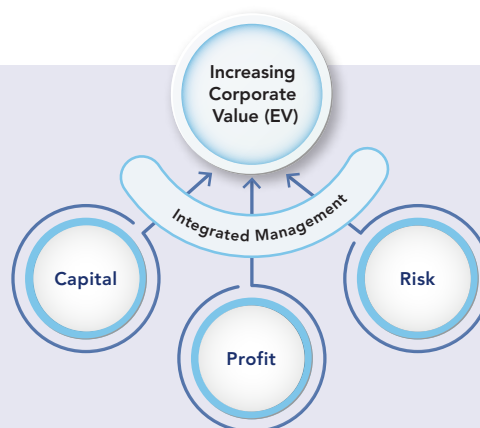 Increasing
Corporate
Value (EV)
Integrated Management
Capital
Risk
Profit